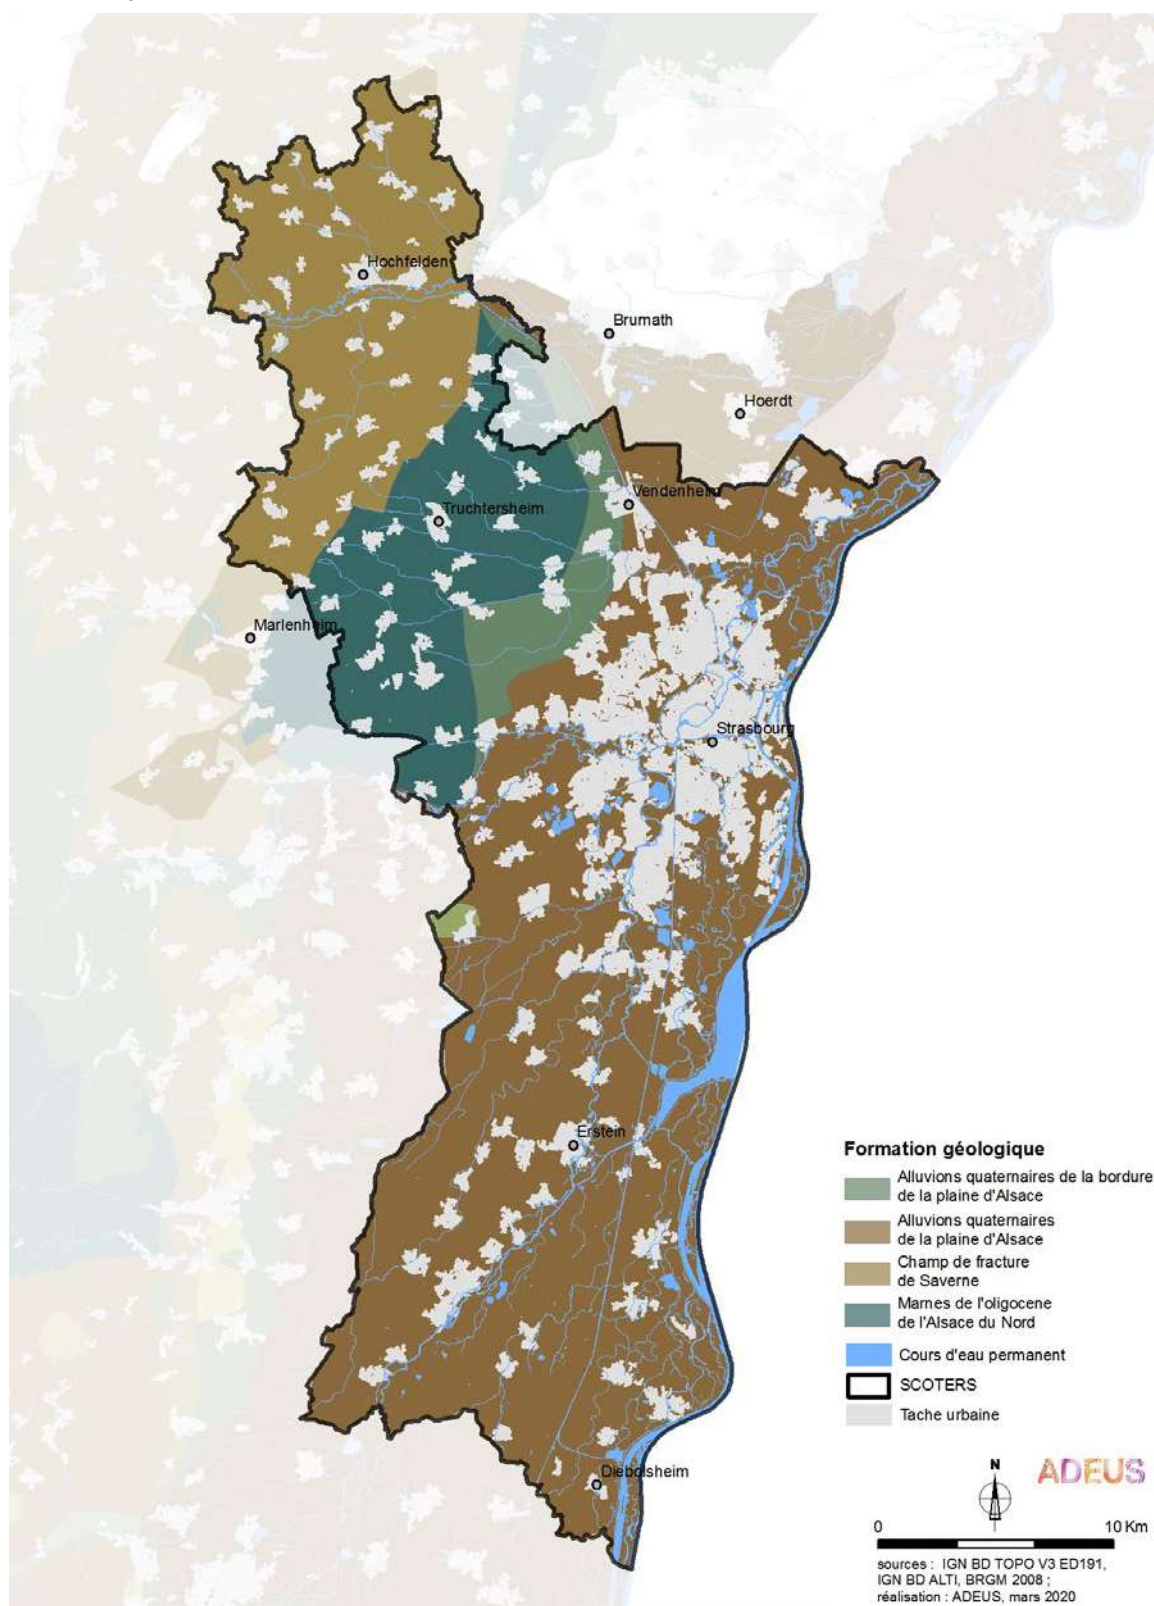 Hochfelden
Brumath
Hoerdt
Vendenheim
Truchtersheim
Marlenheim
Strasbourg
Erstein
Diebolsheim
Formation géologique
Alluvions quaternaires de la bordure
de la plaine d'Alsace
Alluvions quaternaires
de la plaine d'Alsace
Champ de fracture
de Saverne
Marnes de l'oligocene
de l'Alsace du Nord
Cours d'eau permanent
SCOTERS
Tache urbaine
N
ADEUS
0 10 Km
sources : IGN BD TOPO V3 ED191,
IGN BD ALTI, BRGM 2008 ;
réalisation : ADEUS, mars 2020